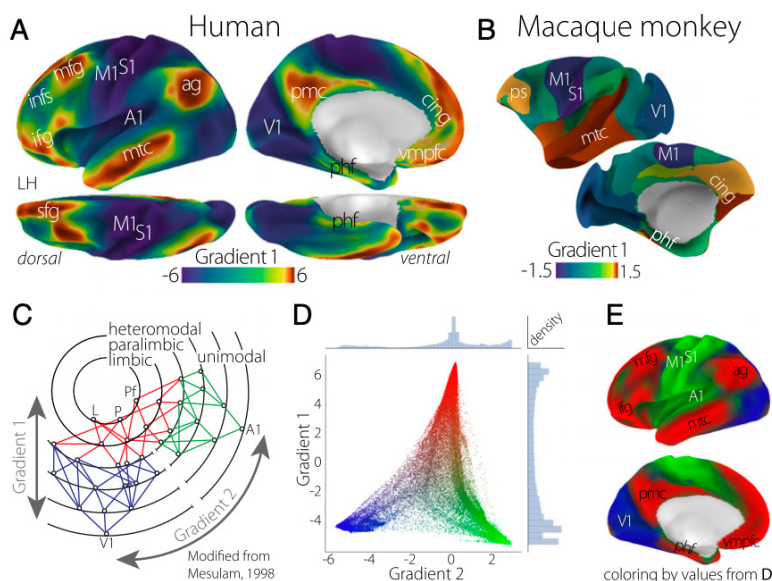 A
Human
mfg
M1 S1
infs
ag
A1
ifg
mtc
LH
pmc
cing
V1
vmpfc
phf
sfg
M1 S1
phf
dorsal
Gradient 1
ventral
-6
6
B
Macaque monkey
M1
ps
S1
V1
mtc
M1
cing
phf
Gradient 1
-1.5
1.5
C
heteromodal
paralimbic
limbic
unimodal
Pf
L
P
A1
Gradient 1
Gradient 2
V1
Modified from
Mesulam, 1998
D
density
6
4
2
0
-2
-4
Gradient 1
-6
-4
-2
0
2
Gradient 2
E
mfg
M1 S1
ag
A1
ifg
mtc
pmc
V1
vmpfc
phf
coloring by values from D